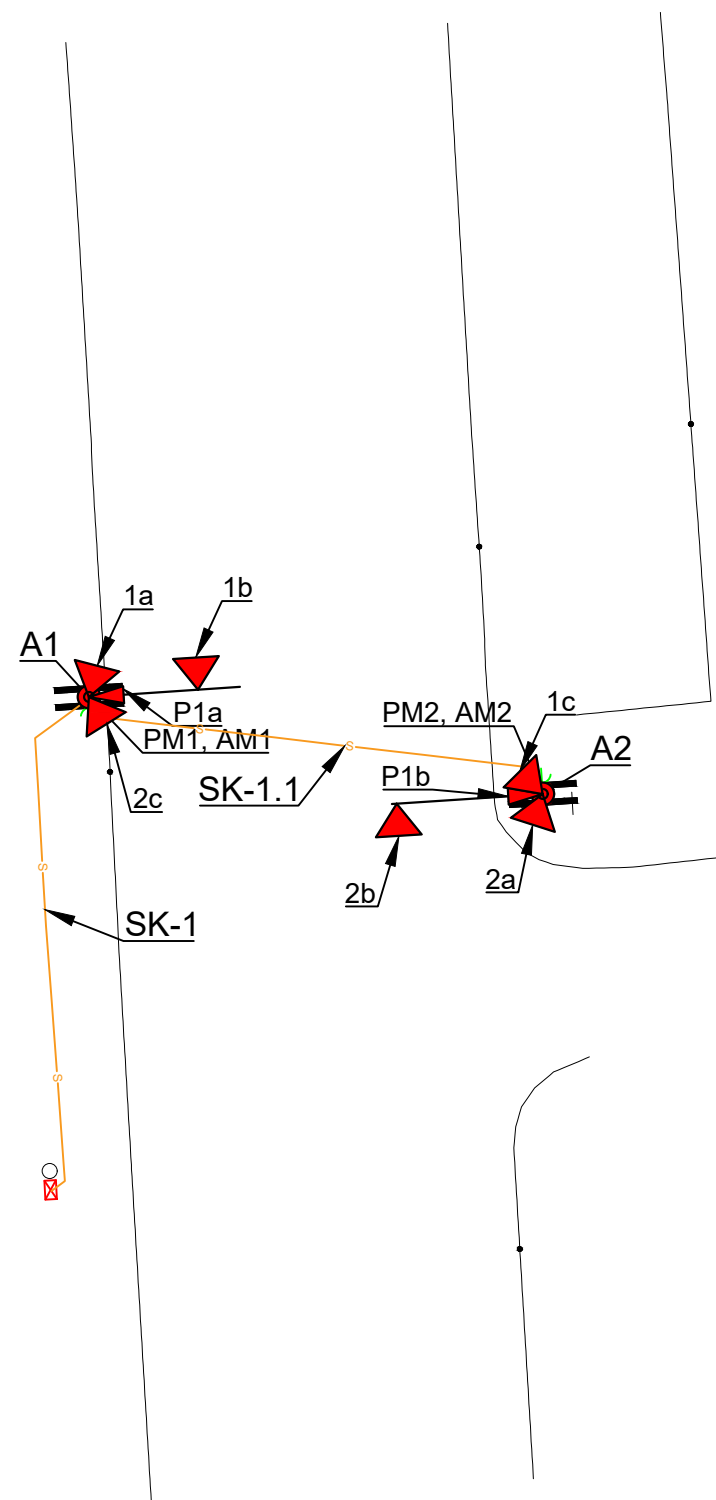 1b
1a
A1
P1a
PM2, AM2
1c
PM1, AM1
A2
P1b
SK-1.1
2c
2a
2b
SK-1
s
s
s
s